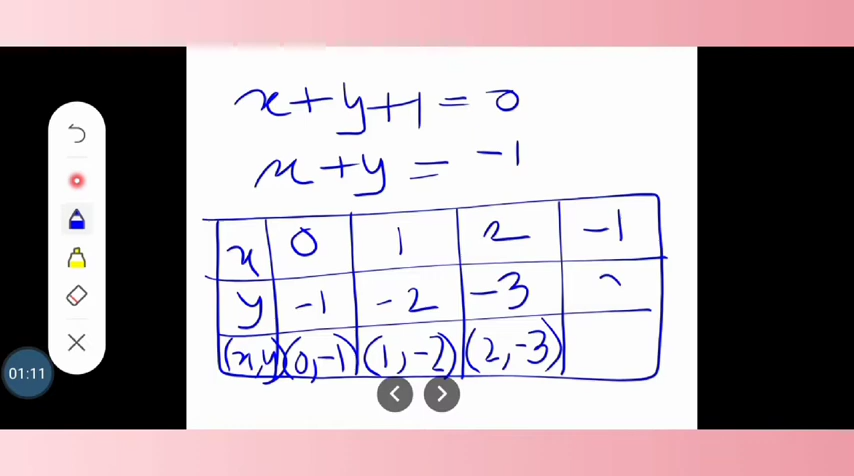 x+y+1=0
x+y=-1
x 0 1 2 -1
y -1 -2 -3
(x,y) (0,-1) (1,-2) (2,-3)
01:11